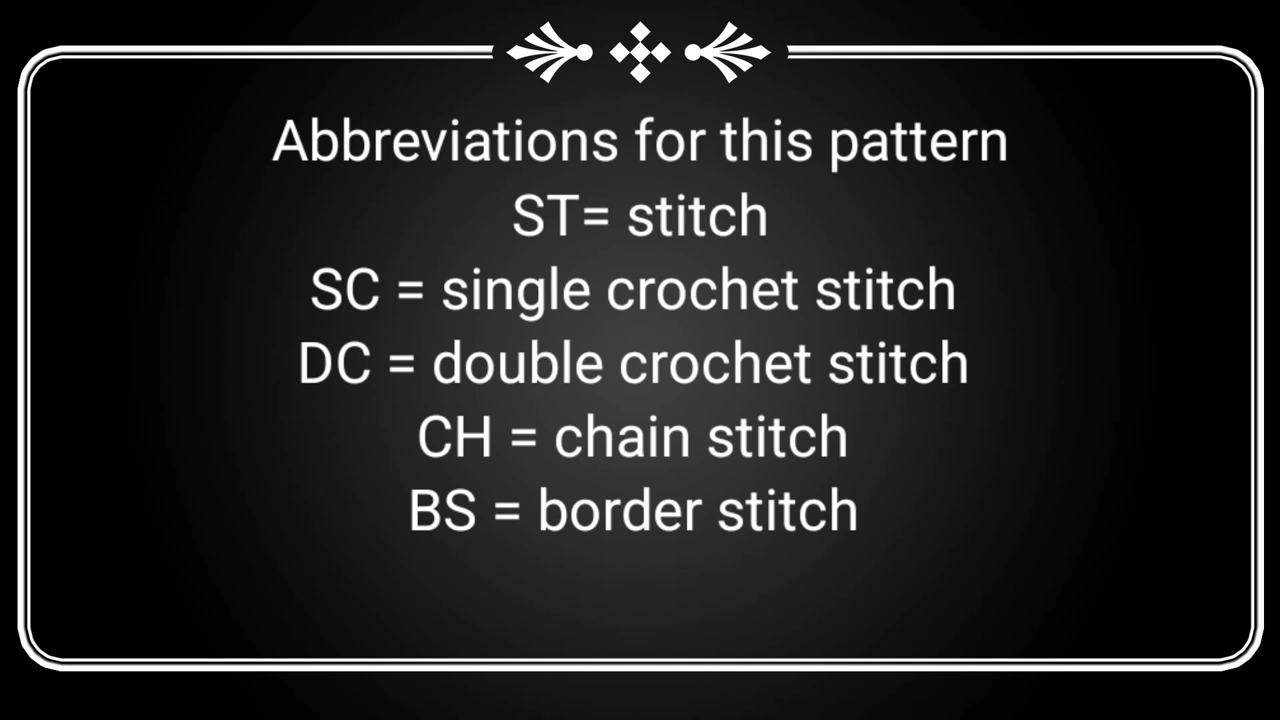 Abbreviations for this pattern
ST= stitch
SC = single crochet stitch
DC = double crochet stitch
CH = chain stitch
BS = border stitch